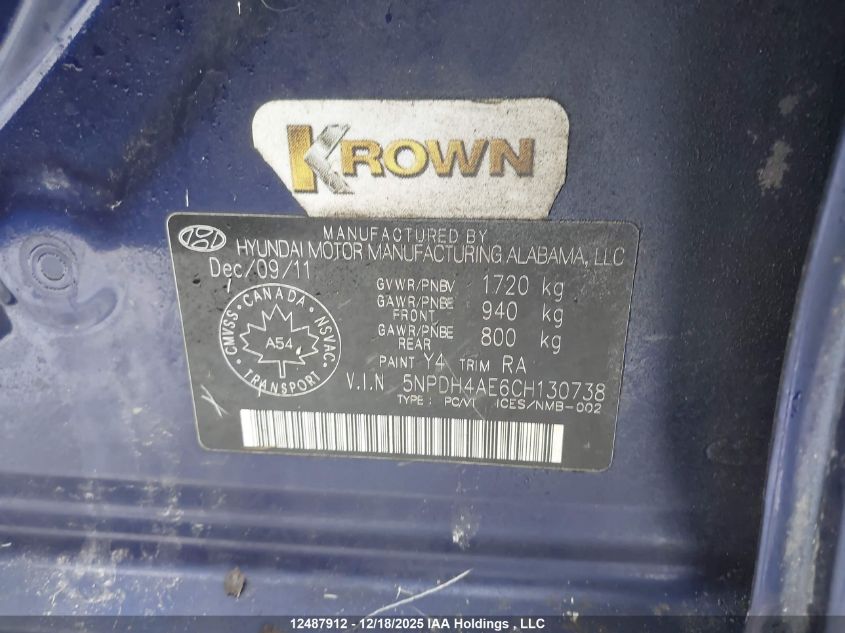 KROWN
MANUFACTURED BY
HYUNDAI MOTOR MANUFACTURING ALABAMA, LLC
Dec/09/11
GVWR/PNBV 1720 kg
GAWR/PNBE FRONT 940 kg
GAWR/PNBE REAR 800 kg
CANADA
CMVSS · NSVAC
A54
TRANSPORT
PAINT Y4 TRIM RA
V.I.N 5NPDH4AE6CH130738
TYPE : PC/VT ICES/NMB-002
12487912 - 12/18/2025 IAA Holdings , LLC